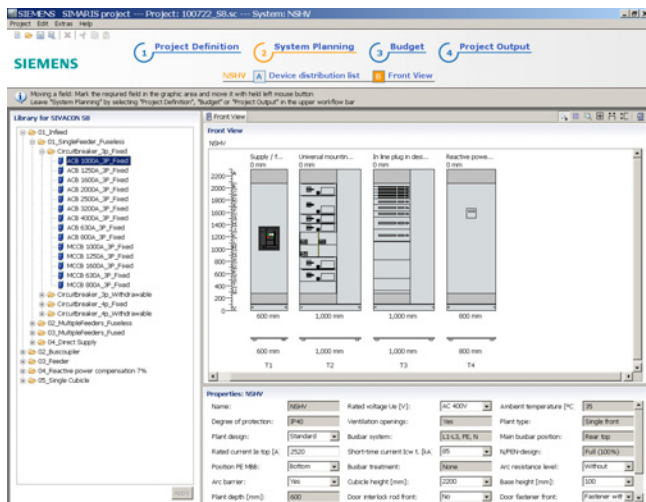 SIEMENS SIMARIS project --- Project: 100722_S8.sc --- System: NSHV
Project Edit Extras Help
SIEMENS
1 Project Definition 2 System Planning 3 Budget 4 Project Output
NSHV A Device distribution list B Front View
Moving a field: Mark the required field in the graphic area and move it with held left mouse button
Leave "System Planning" by selecting "Project Definition", "Budget" or "Project Output" in the upper workflow bar
Library for SIVACON S8
01_Infeed
01_SingleFeeder_Fuseless
Circuitbreaker_3p_Fixed
ACB 1000A_3P_Fixed
ACB 1250A_3P_Fixed
ACB 1600A_3P_Fixed
ACB 2000A_3P_Fixed
ACB 2500A_3P_Fixed
ACB 3200A_3P_Fixed
ACB 4000A_3P_Fixed
ACB 630A_3P_Fixed
ACB 800A_3P_Fixed
MCCB 1000A_3P_Fixed
MCCB 1250A_3P_Fixed
MCCB 1600A_3P_Fixed
MCCB 630A_3P_Fixed
MCCB 800A_3P_Fixed
Circuitbreaker_3p_Withdrawable
Circuitbreaker_4p_Fixed
Circuitbreaker_4p_Withdrawable
02_MultipleFeeders_Fuseless
03_MultipleFeeders_Fused
04_Direct Supply
02_Buscoupler
03_Feeder
04_Reactive power compensation 7%
05_Single Cubicle
Apply
Front View
Front View
NSHV
Supply / f... Universal mountin... In line plug in des... Reactive powe...
0 mm 0 mm 0 mm 0 mm
2200
2000
1800
1600
1400
1200
1000
800
600
400
200
0
600 mm 1,000 mm 1,000 mm 800 mm
600 mm 1,000 mm 1,000 mm 800 mm
T1 T2 T3 T4
Properties: NSHV
Name: NSHV Rated voltage Ue [V]: AC 400V Ambient temperature [°C 35
Degree of protection: IP40 Ventilation openings: Yes Plant type: Single front
Plant design: Standard Busbar system: L1-L3, PE, N Main busbar position: Rear top
Rated current Ie top [A 2520 Short-time current Icw t. [kA 85 N/PEN-design: Full (100%)
Position PE MBB: Bottom Busbar treatment: None Arc resistance level: Without
Arc barrier: Yes Cubicle height [mm]: 2200 Base height [mm]: 100
Plant depth [mm]: 600 Door interlock rod front: No Door fastener front: Fastener wit